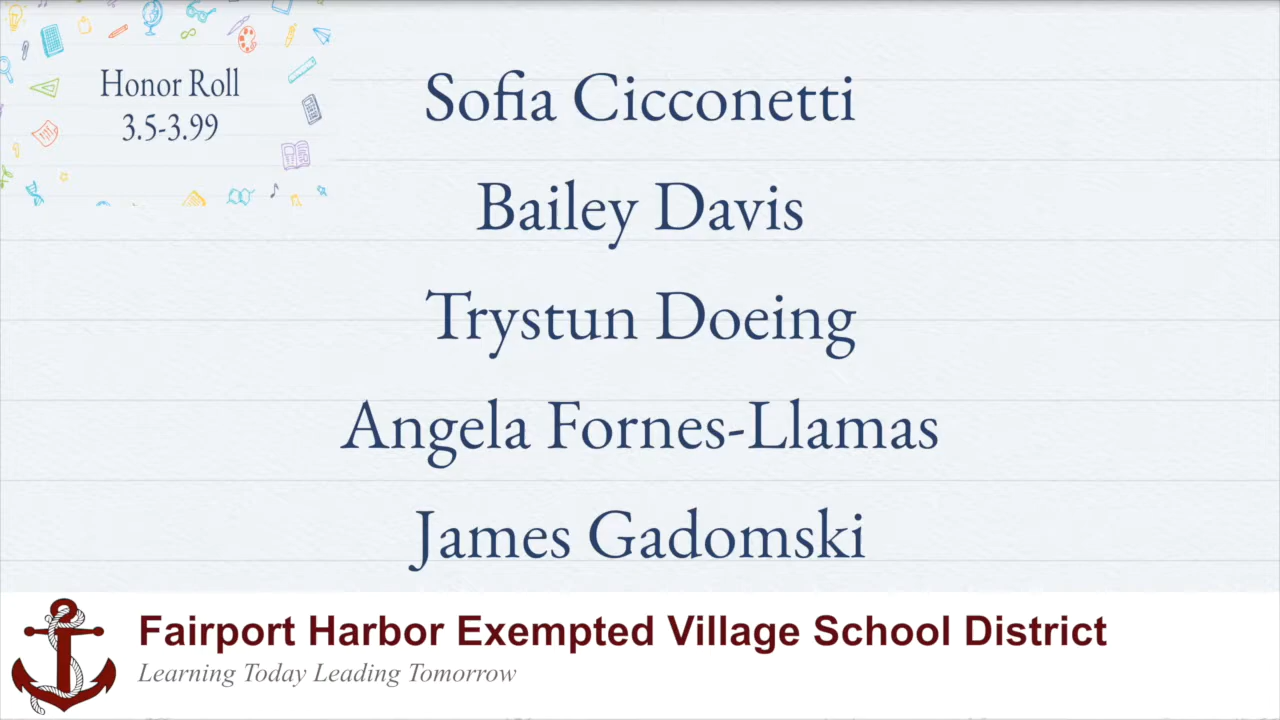 Honor Roll
3.5-3.99
Sofia Cicconetti
Bailey Davis
Trystun Doeing
Angela Fornes-Llamas
James Gadomski
Fairport Harbor Exempted Village School District
Learning Today Leading Tomorrow